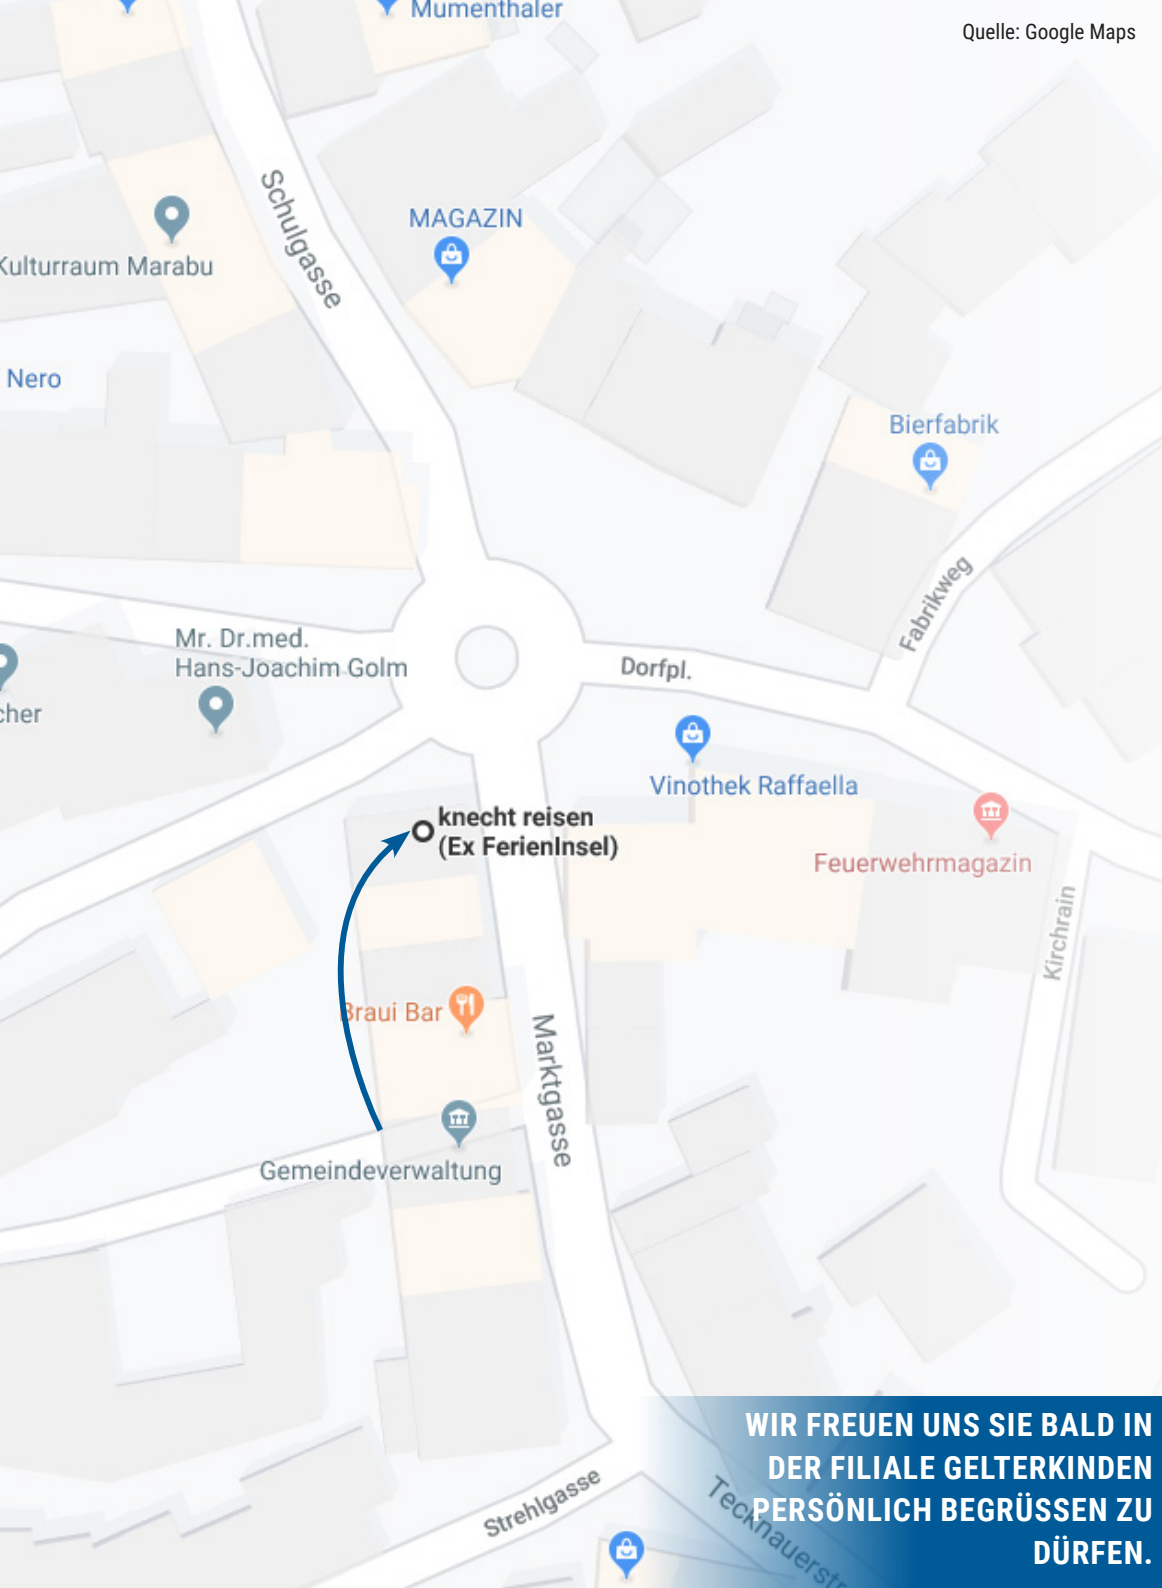 Mumenthaler
Quelle: Google Maps
Schulgasse
MAGAZIN
Kulturraum Marabu
Nero
Bierfabrik
Fabrikweg
Mr. Dr.med.
Hans-Joachim Golm
Dorfpl.
cher
Vinothek Raffaella
knecht reisen
(Ex FerienInsel)
Feuerwehrmagazin
Kirchrain
Braui Bar
Marktgasse
Gemeindeverwaltung
WIR FREUEN UNS SIE BALD IN
DER FILIALE GELTERKINDEN
PERSÖNLICH BEGRÜSSEN ZU
DÜRFEN.
Strehlgasse
Tecknauerstr